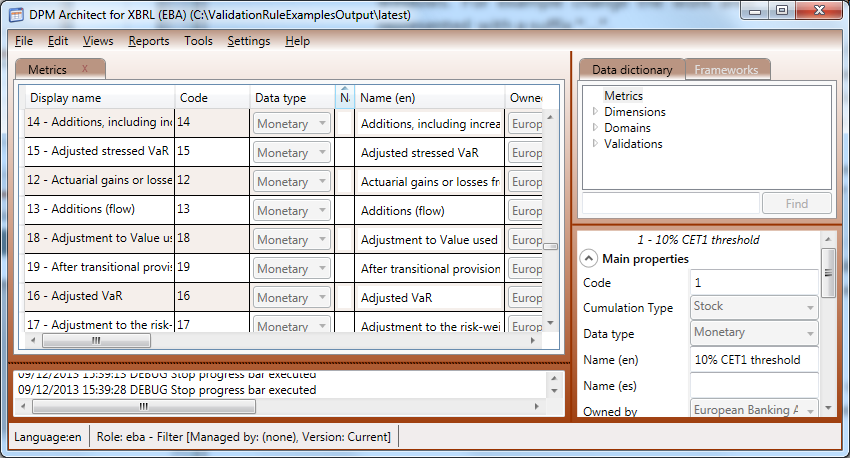 DPM Architect for XBRL (EBA) (C:\ValidationRuleExamplesOutput\latest)
File Edit Views Reports Tools Settings Help
Metrics X
Display name Code Data type N Name (en) Owne
14 - Additions, including inc 14 Monetary Additions, including increa Europ
15 - Adjusted stressed VaR 15 Monetary Adjusted stressed VaR Europ
12 - Actuarial gains or losse 12 Monetary Actuarial gains or losses fr Europ
13 - Additions (flow) 13 Monetary Additions (flow) Europ
18 - Adjustment to Value us 18 Monetary Adjustment to Value used Europ
19 - After transitional provis 19 Monetary After transitional provision Europ
16 - Adjusted VaR 16 Monetary Adjusted VaR Europ
17 - Adjustment to the risk- 17 Monetary Adjustment to the risk-wei Europ
09/12/2013 15:39:13 DEBUG Stop progress bar executed
09/12/2013 15:39:28 DEBUG Stop progress bar executed
Data dictionary Frameworks
Metrics
Dimensions
Domains
Validations
Find
1 - 10% CET1 threshold
Main properties
Code 1
Cumulation Type Stock
Data type Monetary
Name (en) 10% CET1 threshold
Name (es)
Owned by European Banking A
Language:en Role: eba - Filter [Managed by: (none), Version: Current]